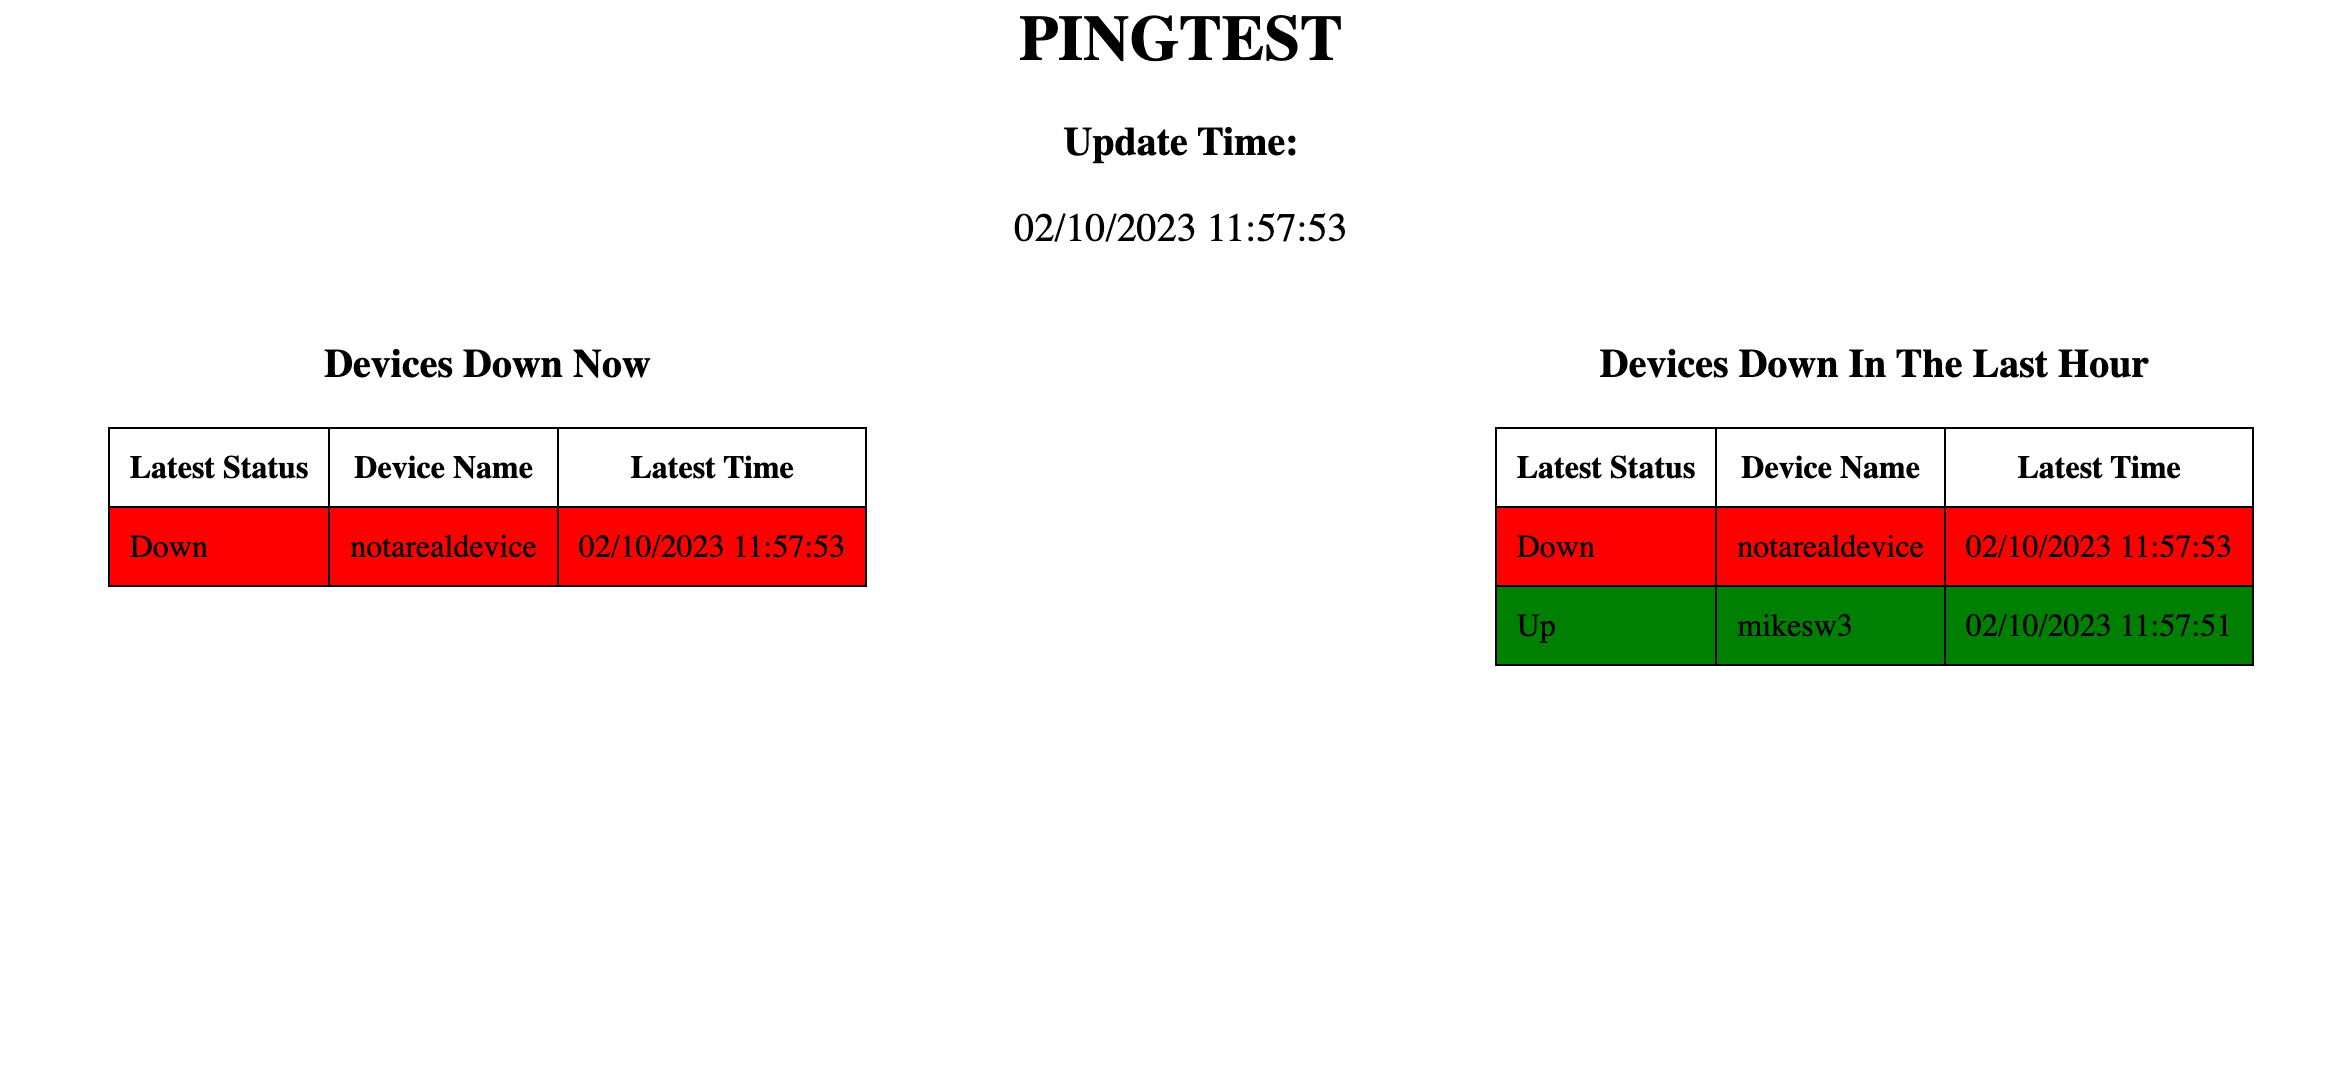 PINGTEST
Update Time:
02/10/2023 11:57:53
Devices Down Now
Latest Status Device Name Latest Time
Down notarealdevice 02/10/2023 11:57:53
Devices Down In The Last Hour
Latest Status Device Name Latest Time
Down notarealdevice 02/10/2023 11:57:53
Up mikesw3 02/10/2023 11:57:51